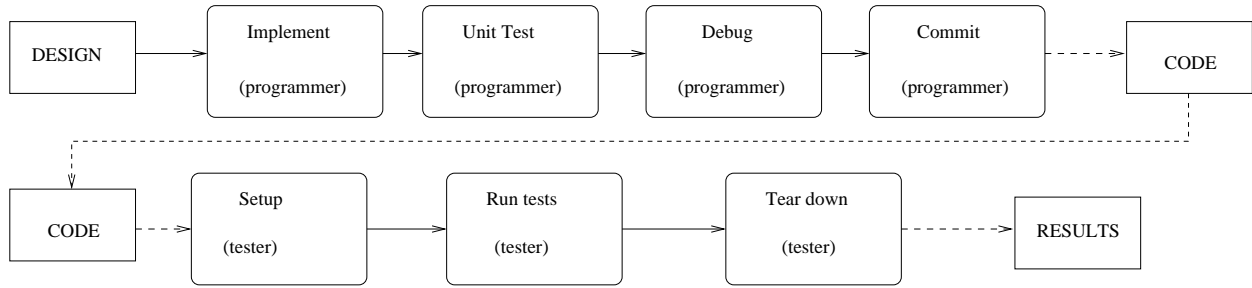 DESIGN
Implement
(programmer)
Unit Test
(programmer)
Debug
(programmer)
Commit
(programmer)
CODE
CODE
Setup
(tester)
Run tests
(tester)
Tear down
(tester)
RESULTS